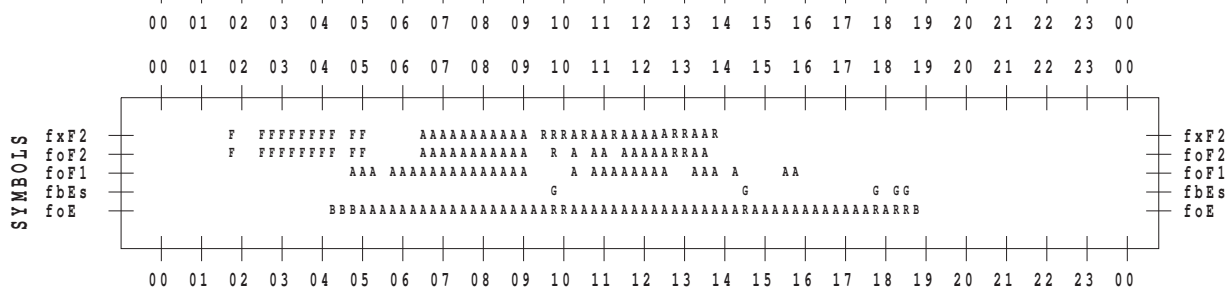 00 01 02 03 04 05 06 07 08 09 10 11 12 13 14 15 16 17 18 19 20 21 22 23 00
00 01 02 03 04 05 06 07 08 09 10 11 12 13 14 15 16 17 18 19 20 21 22 23 00
SYMBOLS
fxF2 F FFFFFFFF FF AAAAAAAAAAA RRRARAARAAAAARRAAR fxF2
foF2 F FFFFFFFF FF AAAAAAAAAAA R A AA AAAAARRAA foF2
foF1 AAA AAAAAAAAAAAAAA A AAAAAAAA AAA A AA foF1
fbEs G G G GG fbEs
foE BBBAAAAAAAAAAAAAAAAAAARRAAAAAAAAAAAAAAAAARAAAAAAAAAAAARARRB foE
00 01 02 03 04 05 06 07 08 09 10 11 12 13 14 15 16 17 18 19 20 21 22 23 00